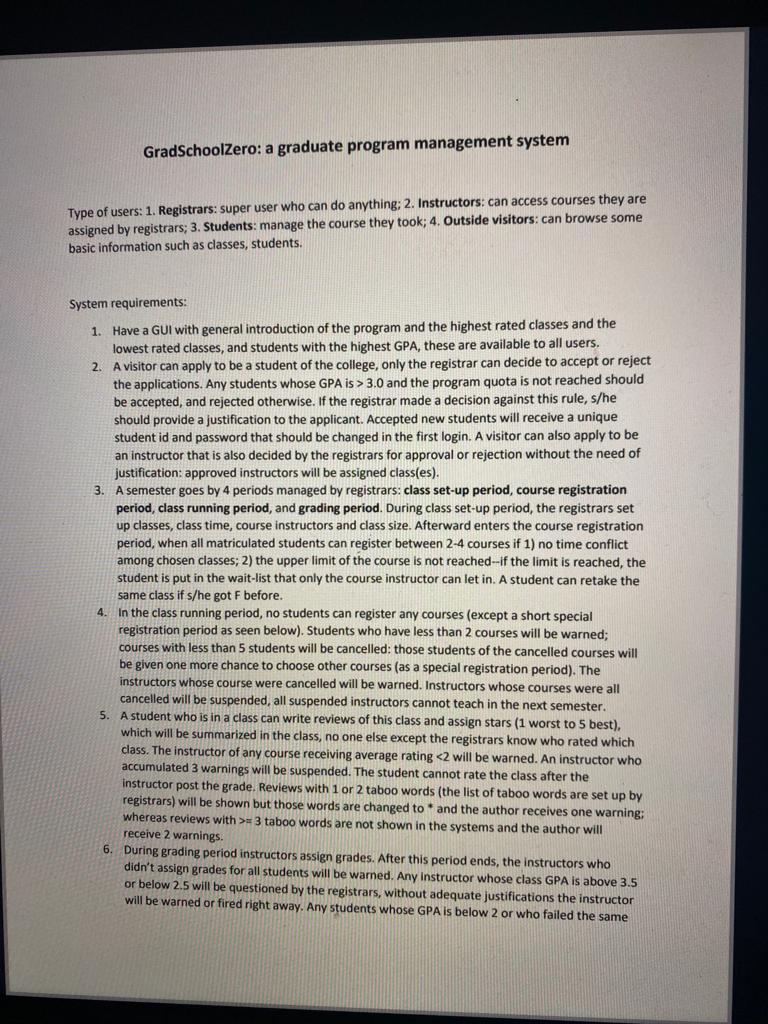 GradSchoolZero: a graduate program management system
Type of users: 1. Registrars: super user who can do anything; 2. Instructors: can access courses they are
assigned by registrars; 3. Students: manage the course they took; 4. Outside visitors: can browse some
basic information such as classes, students.
System requirements:
1. Have a GUI with general introduction of the program and the highest rated classes and the
lowest rated classes, and students with the highest GPA, these are available to all users.
2. A visitor can apply to be a student of the college, only the registrar can decide to accept or reject
the applications. Any students whose GPA is > 3.0 and the program quota is not reached should
be accepted, and rejected otherwise. If the registrar made a decision against this rule, s/he
should provide a justification to the applicant. Accepted new students will receive a unique
student id and password that should be changed in the first login. A visitor can also apply to be
an instructor that is also decided by the registrars for approval or rejection without the need of
justification: approved instructors will be assigned class(es).
3. A semester goes by 4 periods managed by registrars: class set-up period, course registration
period, class running period, and grading period. During class set-up period, the registrars set
up classes, class time, course instructors and class size. Afterward enters the course registration
period, when all matriculated students can register between 2-4 courses if 1) no time conflict
among chosen classes; 2) the upper limit of the course is not reached--if the limit is reached, the
student is put in the wait-list that only the course instructor can let in. A student can retake the
same class if s/he got F before.
4. In the class running period, no students can register any courses (except a short special
registration period as seen below). Students who have less than 2 courses will be warned;
courses with less than 5 students will be cancelled: those students of the cancelled courses will
be given one more chance to choose other courses (as a special registration period). The
instructors whose course were cancelled will be warned. Instructors whose courses were all
cancelled will be suspended, all suspended instructors cannot teach in the next semester.
5. A student who is in a class can write reviews of this class and assign stars (1 worst to 5 best),
which will be summarized in the class, no one else except the registrars know who rated which
class. The instructor of any course receiving average rating <2 will be warned. An instructor who
accumulated 3 warnings will be suspended. The student cannot rate the class after the
instructor post the grade. Reviews with 1 or 2 taboo words (the list of taboo words are set up by
registrars) will be shown but those words are changed to * and the author receives one warning;
whereas reviews with >= 3 taboo words are not shown in the systems and the author will
receive 2 warnings.
6. During grading period instructors assign grades. After this period ends, the instructors who
didn't assign grades for all students will be warned. Any instructor whose class GPA is above 3.5
or below 2.5 will be questioned by the registrars, without adequate justifications the instructor
will be warned or fired right away. Any students whose GPA is below 2 or who failed the same